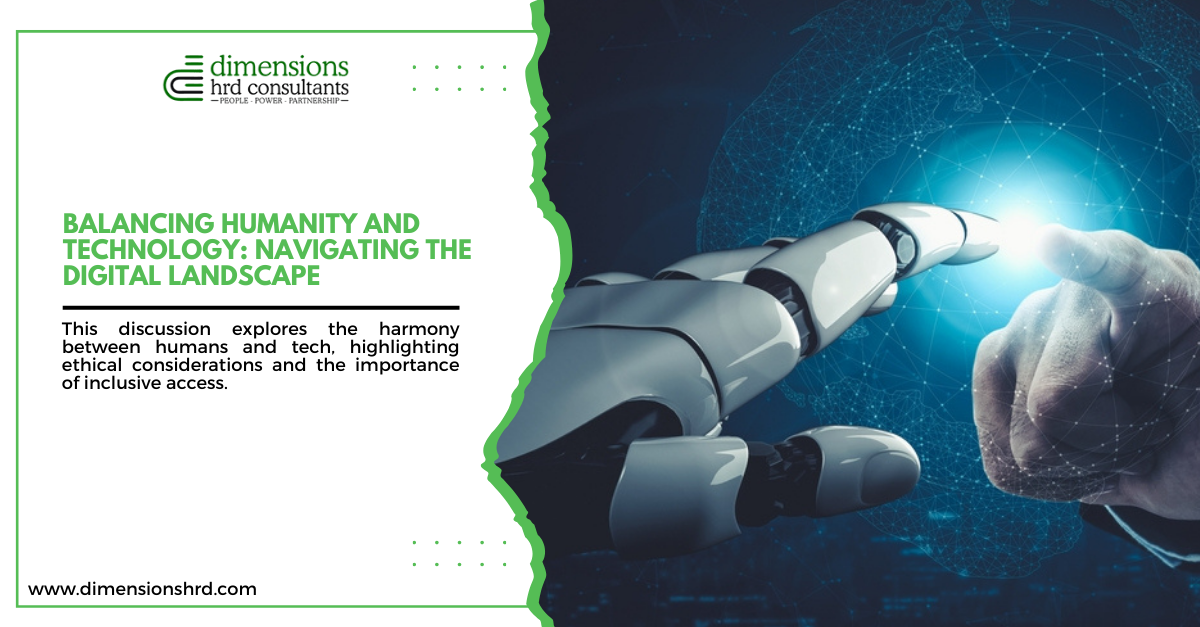 dimensions
hrd consultants
PEOPLE - POWER - PARTNERSHIP
BALANCING HUMANITY AND
TECHNOLOGY: NAVIGATING THE
DIGITAL LANDSCAPE
This discussion explores the harmony
between humans and tech, highlighting
ethical considerations and the importance
of inclusive access.
www.dimensionshrd.com